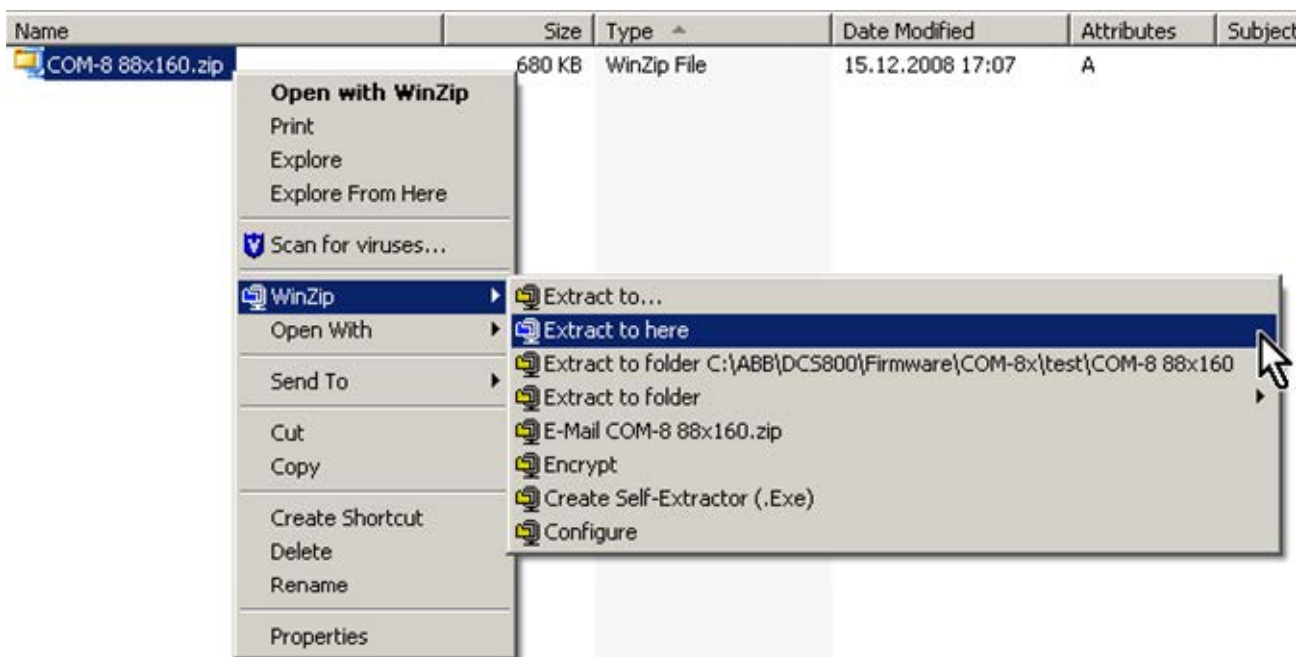 Name Size Type Date Modified Attributes Subject
COM-8 88x160.zip 680 KB WinZip File 15.12.2008 17:07 A
Open with WinZip
Print
Explore
Explore From Here
Scan for viruses...
WinZip
Open With
Send To
Cut
Copy
Create Shortcut
Delete
Rename
Properties
Extract to...
Extract to here
Extract to folder C:\ABB\DCS800\Firmware\COM-8x\test\COM-8 88x160
Extract to folder
E-Mail COM-8 88x160.zip
Encrypt
Create Self-Extractor (.Exe)
Configure